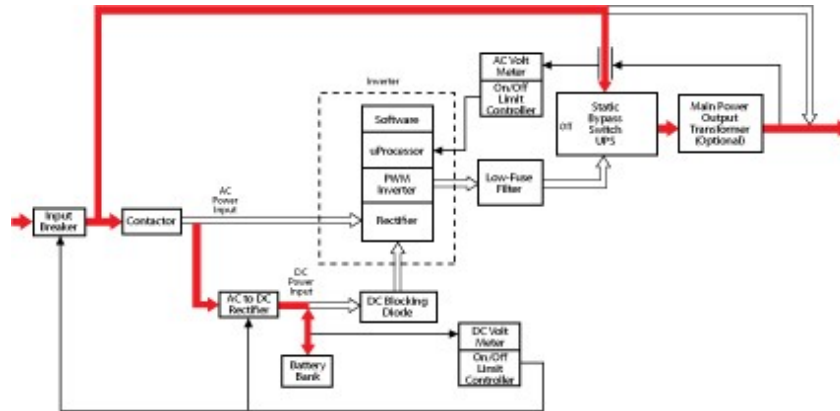 AC Volt
Meter
On/Off
Limit
Controller
Inverter
Software
uProcessor
PWM
Inverter
Rectifier
Off
Static
Bypass
Switch
UPS
Main Power
Output
Transformer
(Optional)
Low-Fuse
Filter
AC
Power
Input
Input
Breaker
Contactor
DC
Power
Input
AC to DC
Rectifier
DC Blocking
Diode
Battery
Bank
DC Volt
Meter
On/Off
Limit
Controller